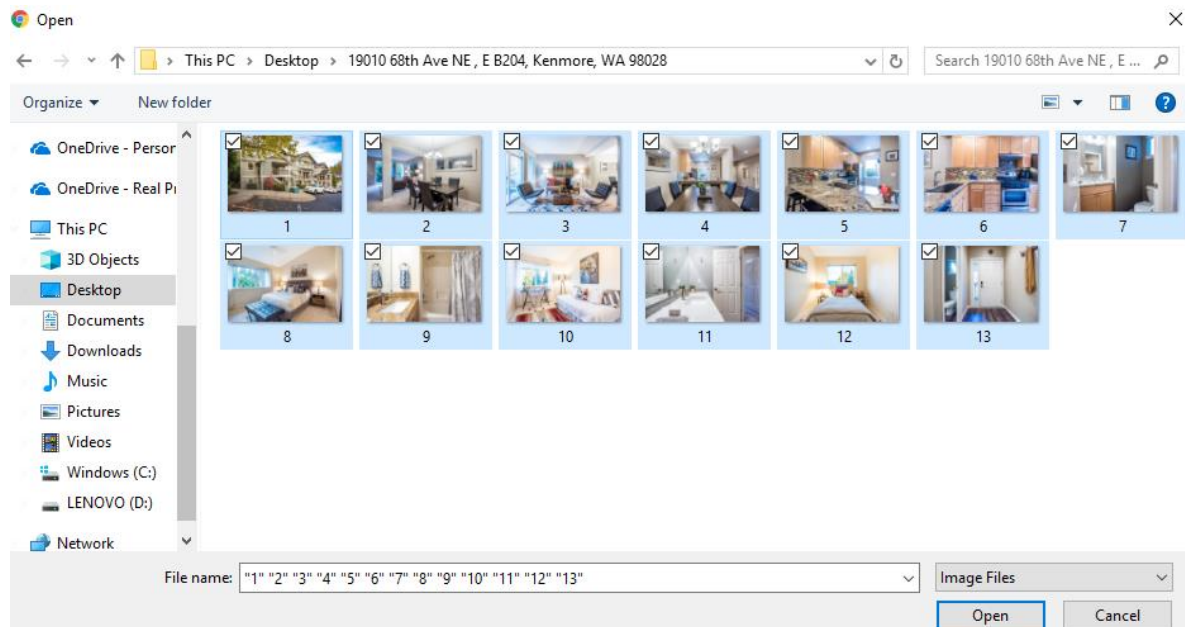 Open
This PC > Desktop > 19010 68th Ave NE , E B204, Kenmore, WA 98028
Search 19010 68th Ave NE , E ...
Organize
New folder
OneDrive - Person
OneDrive - Real Pr
This PC
3D Objects
Desktop
Documents
Downloads
Music
Pictures
Videos
Windows (C:)
LENOVO (D:)
Network
1
2
3
4
5
6
7
8
9
10
11
12
13
File name: "1" "2" "3" "4" "5" "6" "7" "8" "9" "10" "11" "12" "13"
Image Files
Open
Cancel